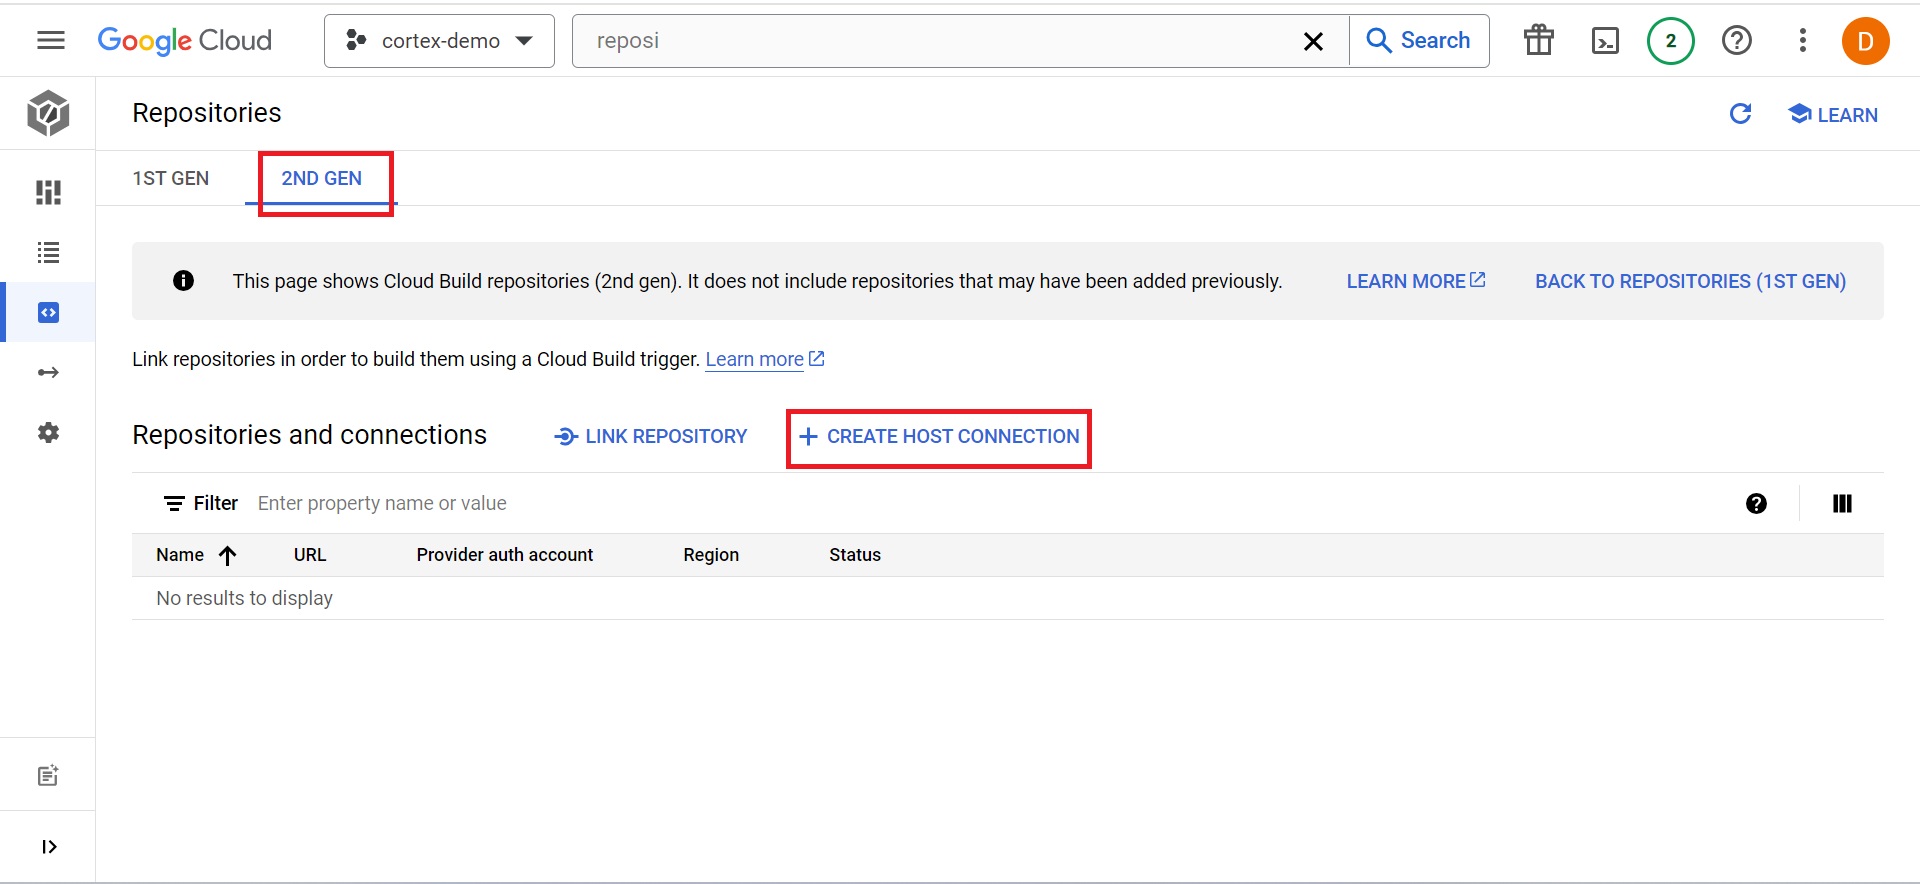 Google Cloud
cortex-demo
reposi
Search
2
D
Repositories
LEARN
1ST GEN
2ND GEN
This page shows Cloud Build repositories (2nd gen). It does not include repositories that may have been added previously.
LEARN MORE
BACK TO REPOSITORIES (1ST GEN)
Link repositories in order to build them using a Cloud Build trigger. Learn more
Repositories and connections
LINK REPOSITORY
CREATE HOST CONNECTION
Filter Enter property name or value
Name URL Provider auth account Region Status
No results to display